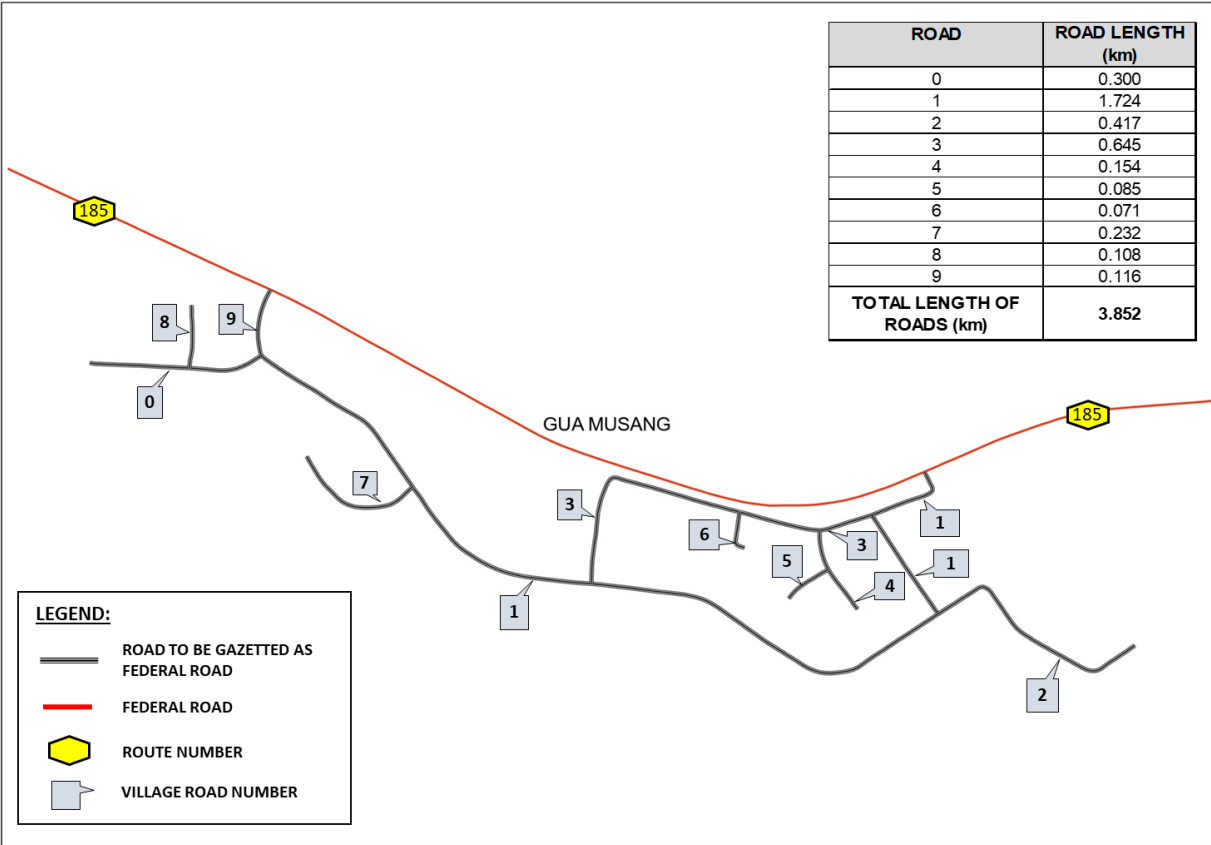 ROAD ROAD LENGTH
(km)
0 0.300
1 1.724
2 0.417
3 0.645
4 0.154
5 0.085
6 0.071
7 0.232
8 0.108
9 0.116
TOTAL LENGTH OF
ROADS (km) 3.852
185
8
9
0
GUA MUSANG
185
7
3
6
3
1
5
1
4
1
2
LEGEND:
ROAD TO BE GAZETTED AS
FEDERAL ROAD
FEDERAL ROAD
ROUTE NUMBER
VILLAGE ROAD NUMBER